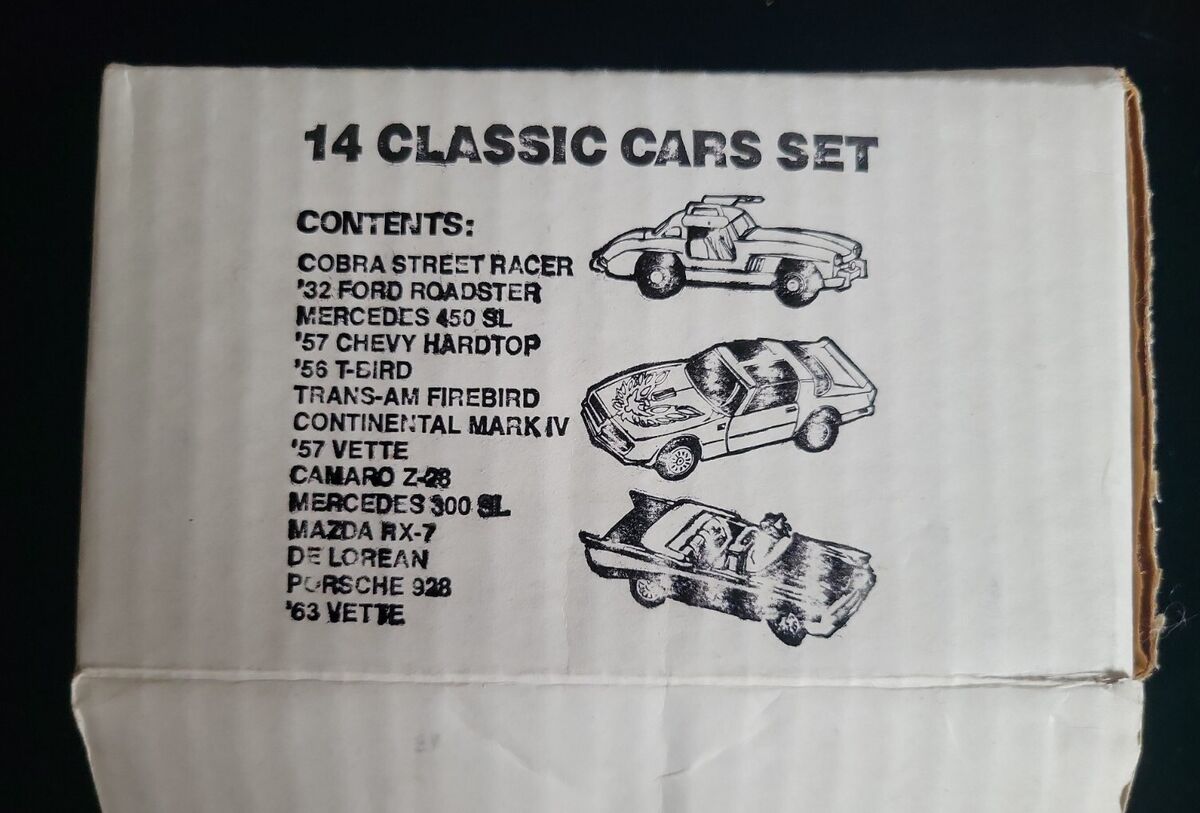 14 CLASSIC CARS SET
CONTENTS:
COBRA STREET RACER
'32 FORD ROADSTER
MERCEDES 450 SL
'57 CHEVY HARDTOP
'56 T-BIRD
TRANS-AM FIREBIRD
CONTINENTAL MARK IV
'57 VETTE
CAMARO Z-28
MERCEDES 300 SL
MAZDA RX-7
DE LOREAN
PORSCHE 928
'63 VETTE